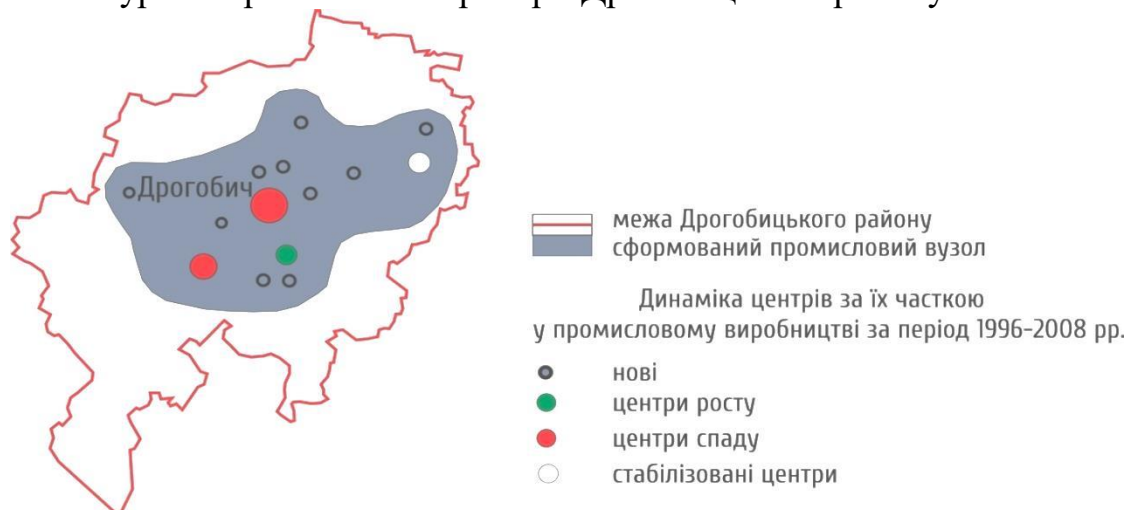 Дрогобич
межа Дрогобицького району
сформований промисловий вузол
Динаміка центрів за їх часткою
у промисловому виробництві за період 1996-2008 рр.
нові
центри росту
центри спаду
стабілізовані центри